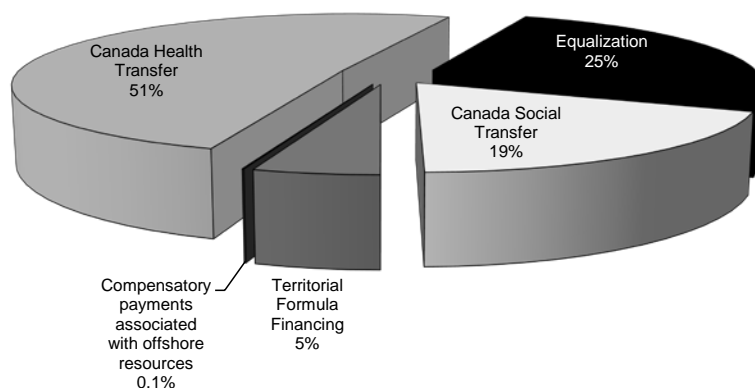 Canada Health
Transfer
51%
Equalization
25%
Canada Social
Transfer
19%
Compensatory
payments
associated
with offshore
resources
0.1%
Territorial
Formula
Financing
5%